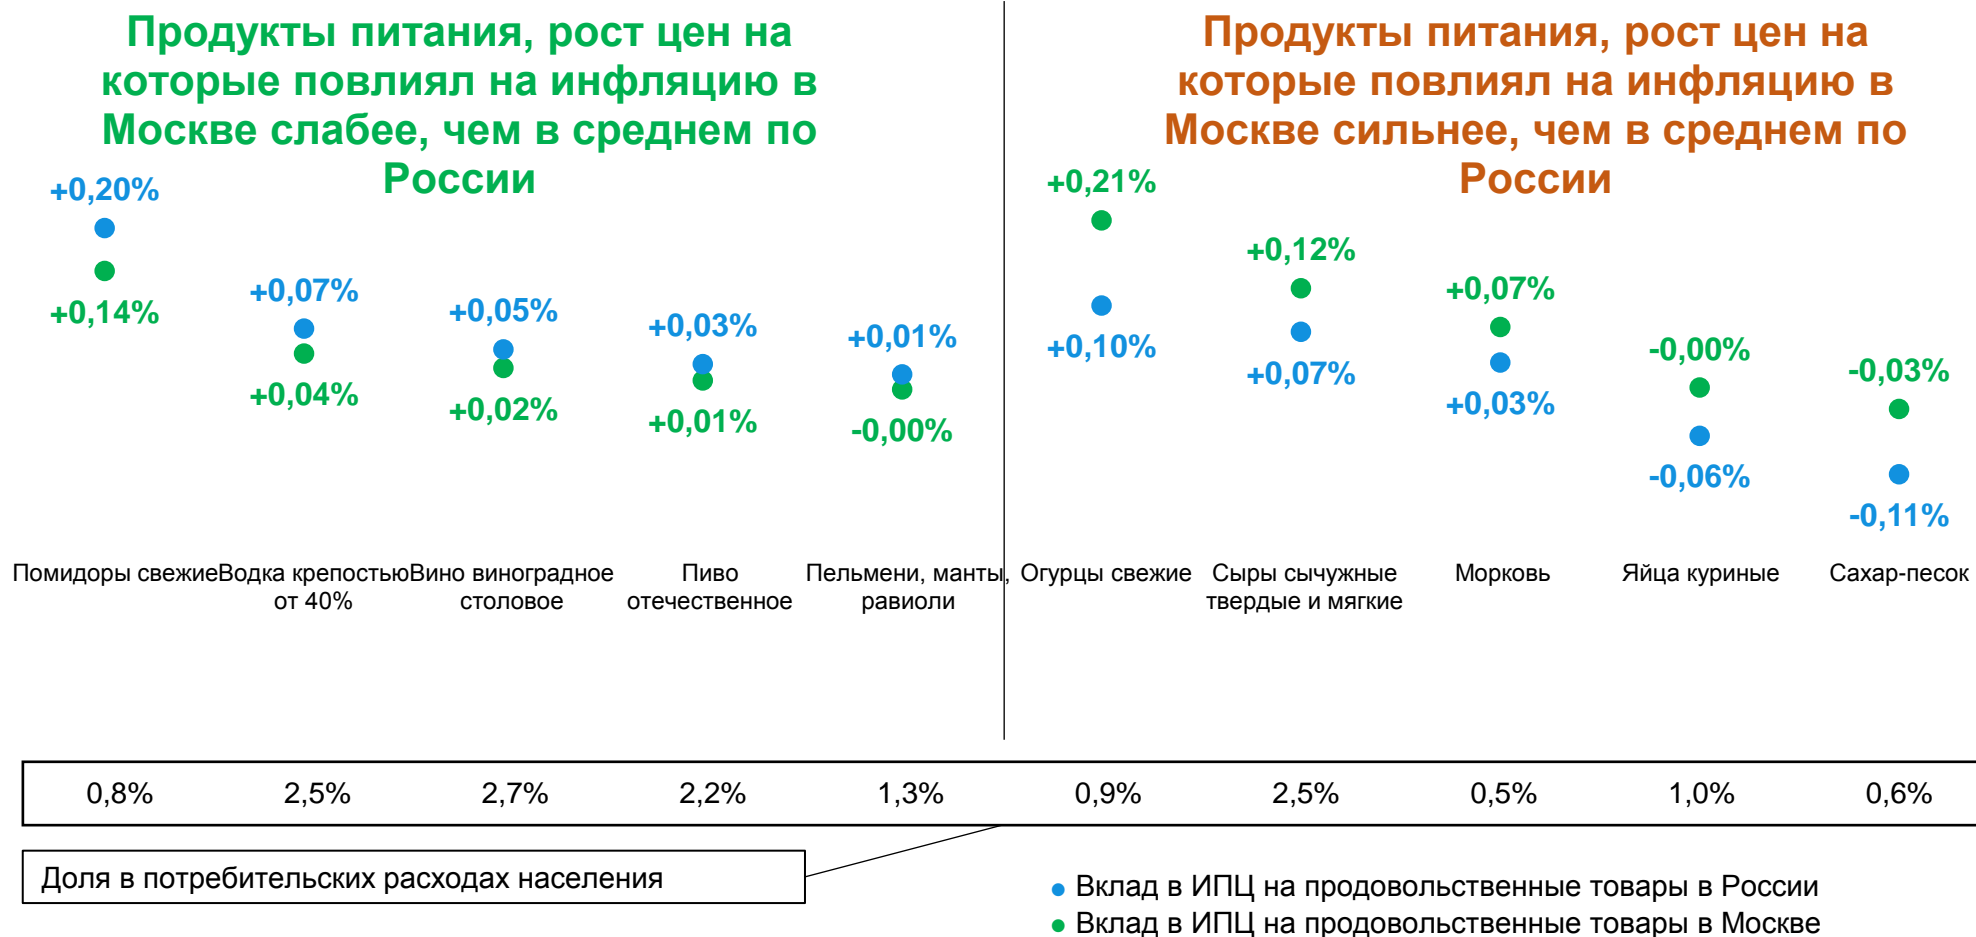 Продукты питания, рост цен на
которые повлиял на инфляцию в
Москве слабее, чем в среднем по
России
+0,20%
+0,14%
+0,07%
+0,04%
+0,05%
+0,02%
+0,03%
+0,01%
+0,01%
-0,00%
Помидоры свежие
Водка крепостью
от 40%
Вино виноградное
столовое
Пиво
отечественное
Пельмени, манты,
равиоли
Продукты питания, рост цен на
которые повлиял на инфляцию в
Москве сильнее, чем в среднем по
России
+0,21%
+0,10%
+0,12%
+0,07%
+0,07%
+0,03%
-0,00%
-0,06%
-0,03%
-0,11%
Огурцы свежие
Сыры сычужные
твердые и мягкие
Морковь
Яйца куриные
Сахар-песок
0,8% 2,5% 2,7% 2,2% 1,3% 0,9% 2,5% 0,5% 1,0% 0,6%
Доля в потребительских расходах населения
Вклад в ИПЦ на продовольственные товары в России
Вклад в ИПЦ на продовольственные товары в Москве